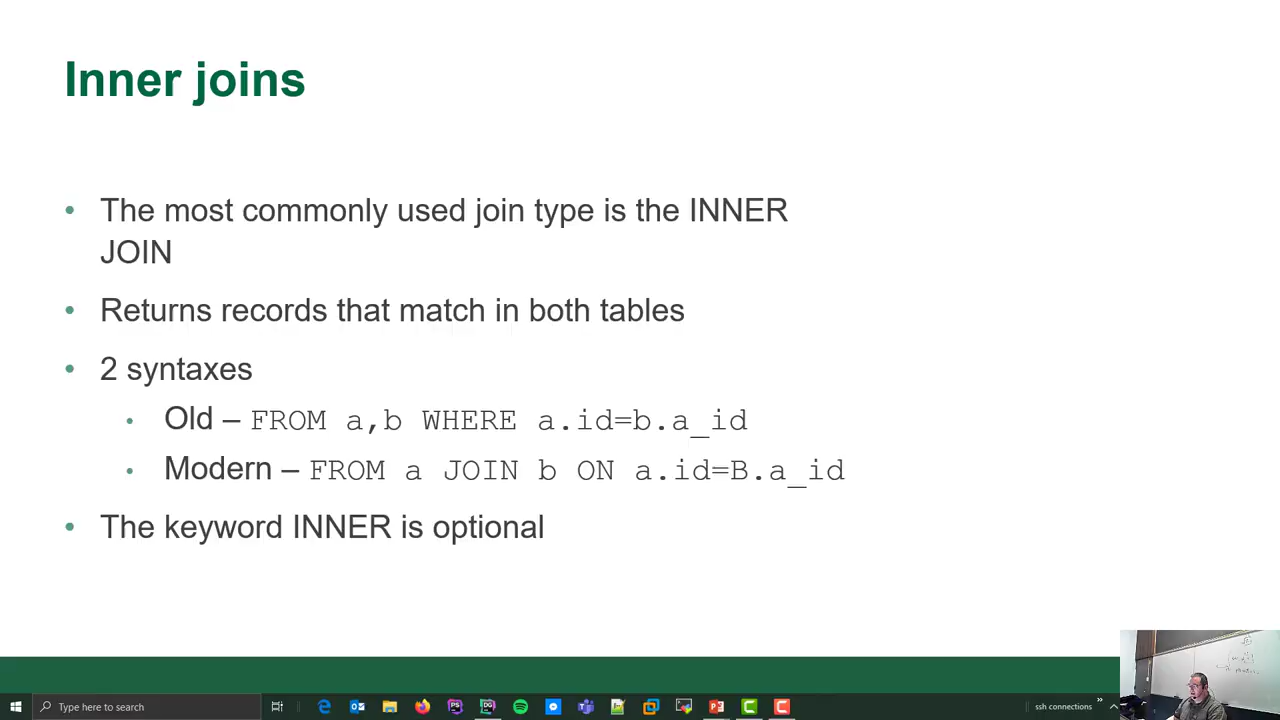 Inner joins
• The most commonly used join type is the INNER
JOIN
• Returns records that match in both tables
• 2 syntaxes
• Old – FROM a,b WHERE a.id=b.a_id
• Modern – FROM a JOIN b ON a.id=B.a_id
• The keyword INNER is optional
Type here to search
ssh connections